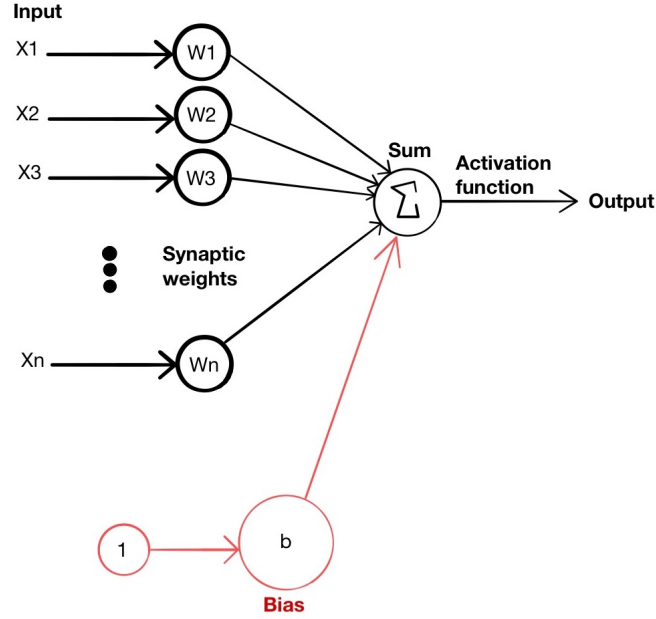 Input
X1
W1
X2
W2
X3
W3
Sum
Σ
Activation
function
Output
Synaptic
weights
Xn
Wn
1
b
Bias